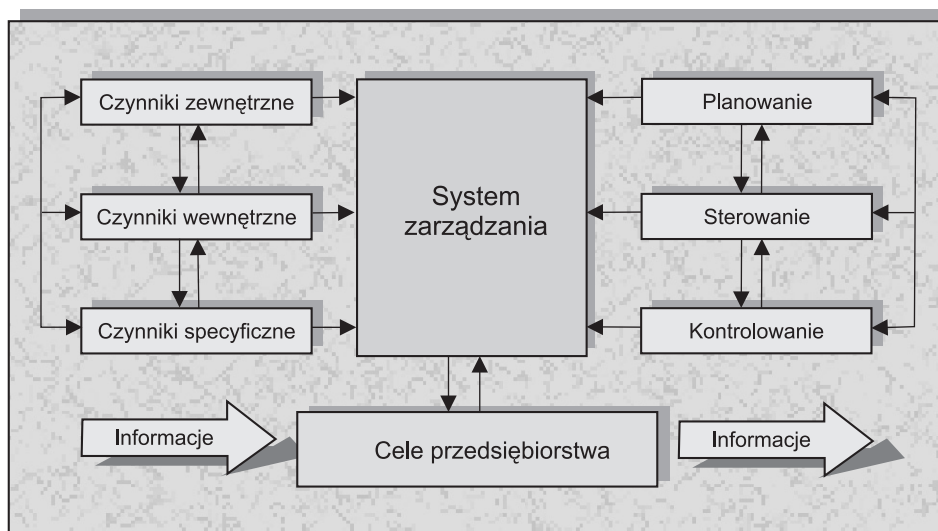 Czynniki zewnętrzne
Czynniki wewnętrzne
Czynniki specyficzne
System
zarządzania
Planowanie
Sterowanie
Kontrolowanie
Informacje
Cele przedsiębiorstwa
Informacje